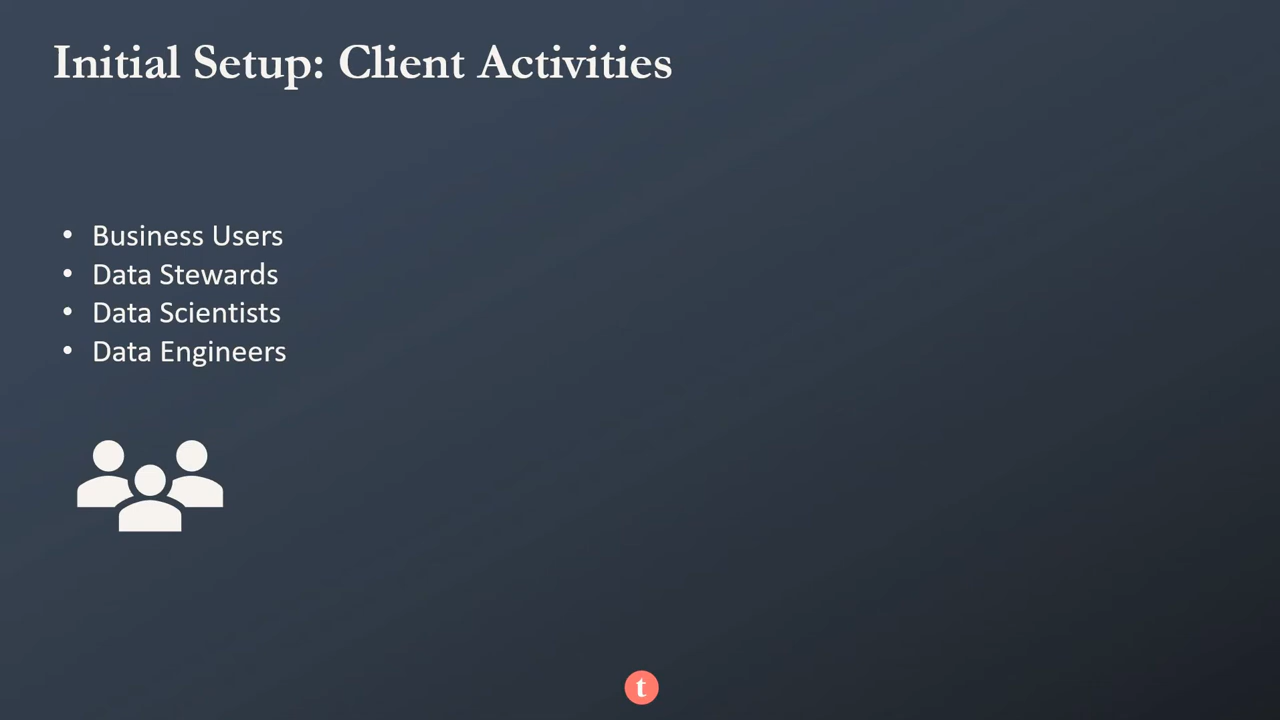 Initial Setup: Client Activities
• Business Users
• Data Stewards
• Data Scientists
• Data Engineers
t